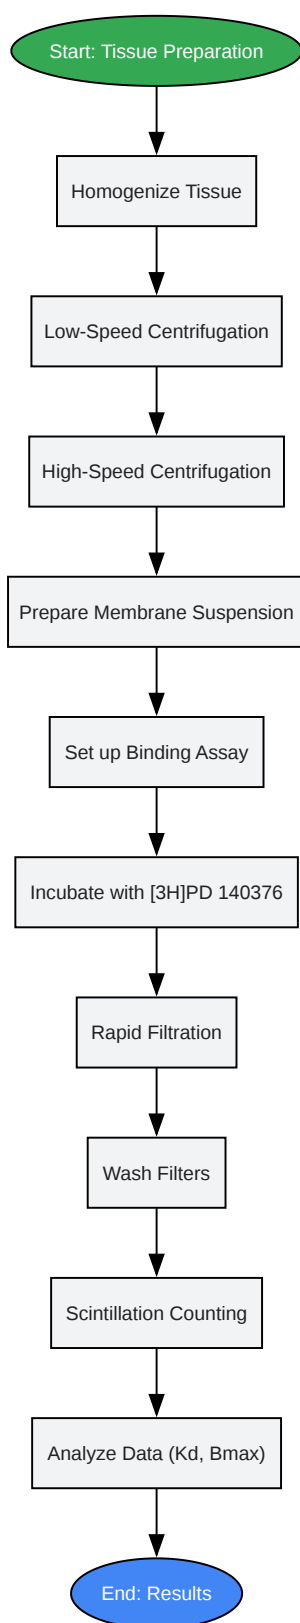 Start: Tissue Preparation
Homogenize Tissue
Low-Speed Centrifugation
High-Speed Centrifugation
Prepare Membrane Suspension
Set up Binding Assay
Incubate with [3H]PD 140376
Rapid Filtration
Wash Filters
Scintillation Counting
Analyze Data (Kd, Bmax)
End: Results